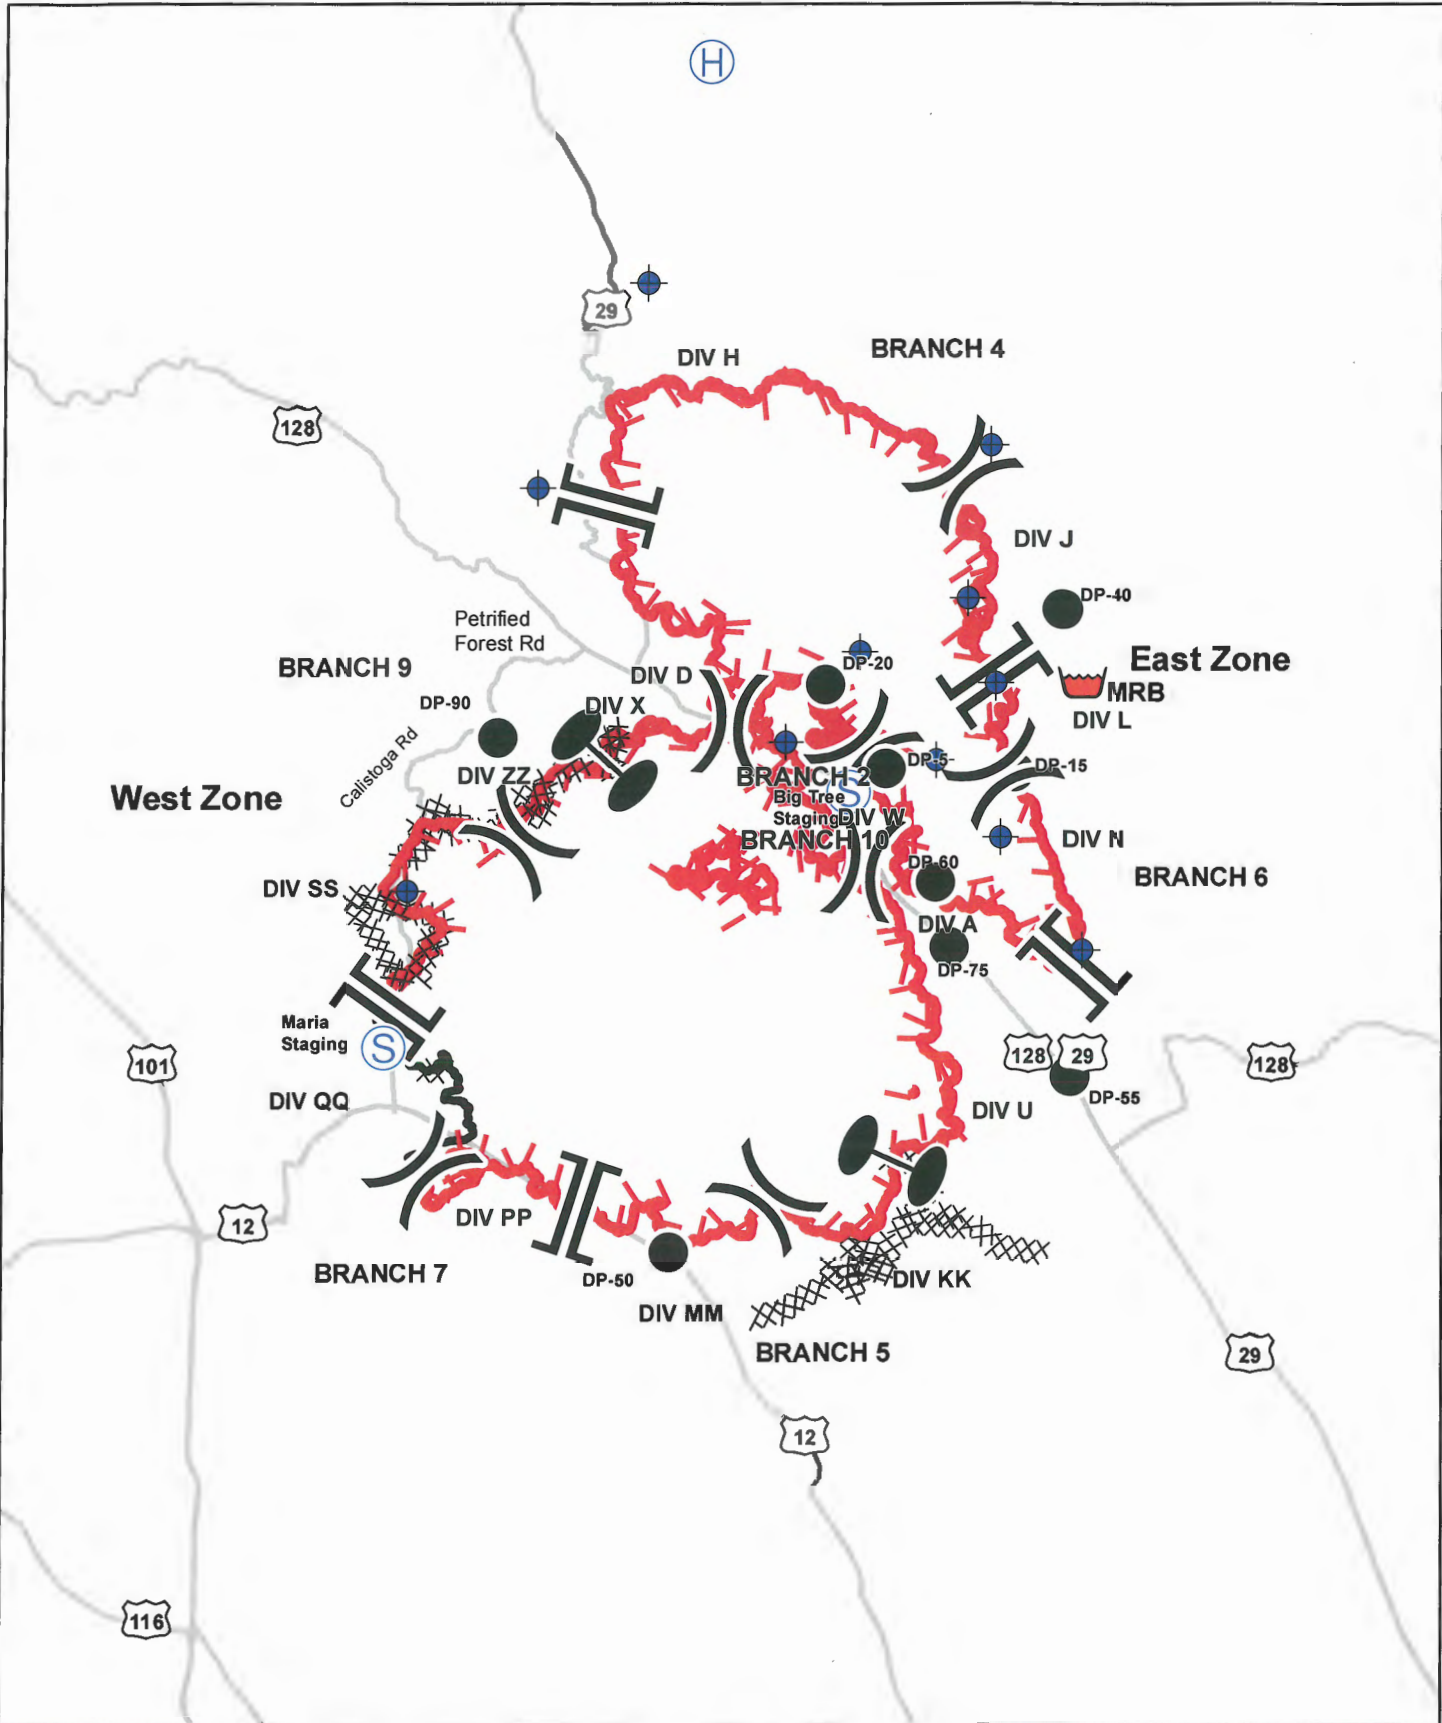 H
29
DIV H
BRANCH 4
128
DIV J
DP-40
Petrified
Forest Rd
East Zone
BRANCH 9
DIV D
DP-20
MRB
DP-90
DIV X
DIV L
Calistoga Rd
DIV ZZ
BRANCH 2
DP-5
DP-15
West Zone
Big Tree
Staging
S
DIV W
BRANCH 10
DIV N
DP-60
BRANCH 6
DIV SS
DIV A
DP-75
Maria
Staging
S
101
128
29
128
DIV QQ
DP-55
DIV U
12
DIV PP
BRANCH 7
DP-50
DIV KK
DIV MM
BRANCH 5
29
12
116